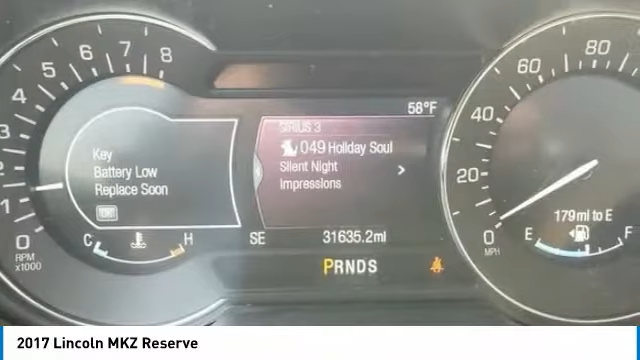 8
7
6
5
4
3
2
1
0
RPM
x1000
Key
Battery Low
Replace Soon
OK
C
H
58°F
SIRIUS 3
049 Holiday Soul
Silent Night
Impressions
SE
31635.2mi
PRNDS
80
60
40
20
0
MPH
179 mi to E
E
F
2017 Lincoln MKZ Reserve